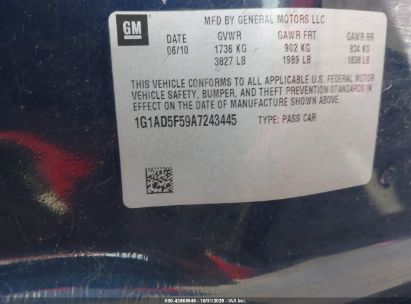 GM
MFD BY GENERAL MOTORS LLC
DATE GVWR GAWR FRT GAWR RR
06/10 1736 KG 902 KG 834 KG
3827 LB 1989 LB 1838 LB
THIS VEHICLE CONFORMS TO ALL APPLICABLE U.S. FEDERAL MOTOR
VEHICLE SAFETY, BUMPER, AND THEFT PREVENTION STANDARDS IN
EFFECT ON THE DATE OF MANUFACTURE SHOWN ABOVE.
1G1AD5F59A7243445 TYPE: PASS CAR